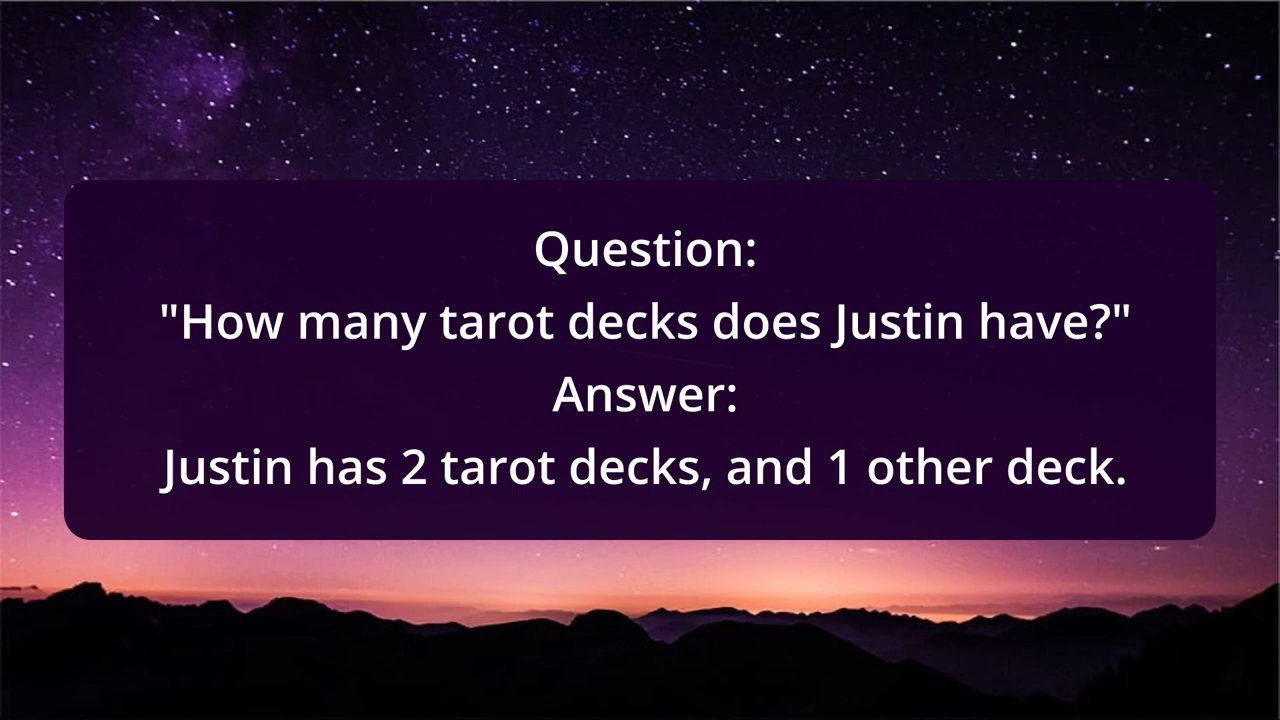 Question:
"How many tarot decks does Justin have?"
Answer:
Justin has 2 tarot decks, and 1 other deck.